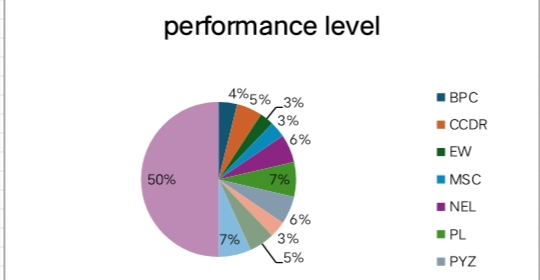 performance level
4%
5%
3%
3%
6%
7%
6%
3%
5%
7%
50%
BPC
CCDR
EW
MSC
NEL
PL
PYZ